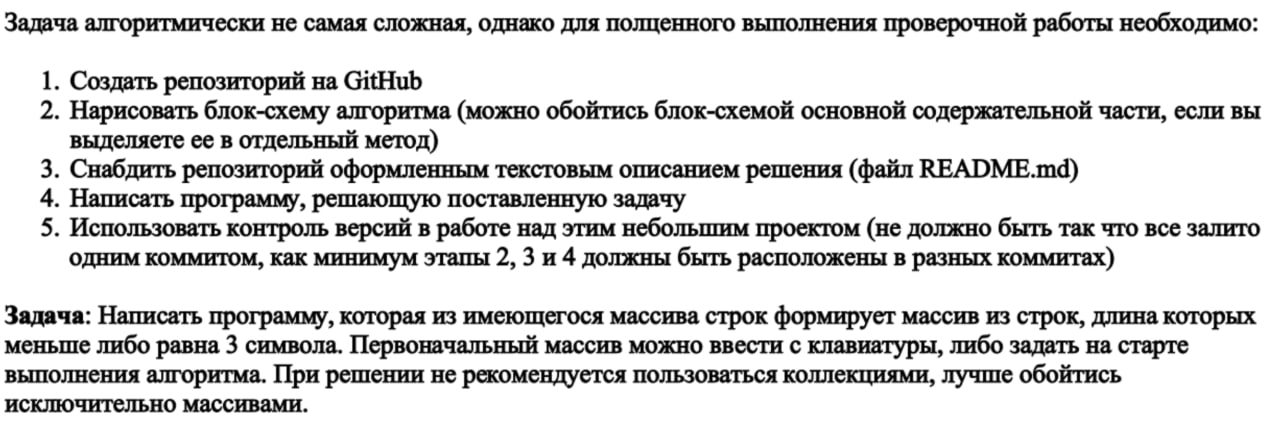 Задача алгоритмически не самая сложная, однако для полценного выполнения проверочной работы необходимо:
1. Создать репозиторий на GitHub
2. Нарисовать блок-схему алгоритма (можно обойтись блок-схемой основной содержательной части, если вы
выделяете ее в отдельный метод)
3. Снабдить репозиторий оформленным текстовым описанием решения (файл README.md)
4. Написать программу, решающую поставленную задачу
5. Использовать контроль версий в работе над этим небольшим проектом (не должно быть так что все залито
одним коммитом, как минимум этапы 2, 3 и 4 должны быть расположены в разных коммитах)
Задача: Написать программу, которая из имеющегося массива строк формирует массив из строк, длина которых
меньше либо равна 3 символа. Первоначальный массив можно ввести с клавиатуры, либо задать на старте
выполнения алгоритма. При решении не рекомендуется пользоваться коллекциями, лучше обойтись
исключительно массивами.